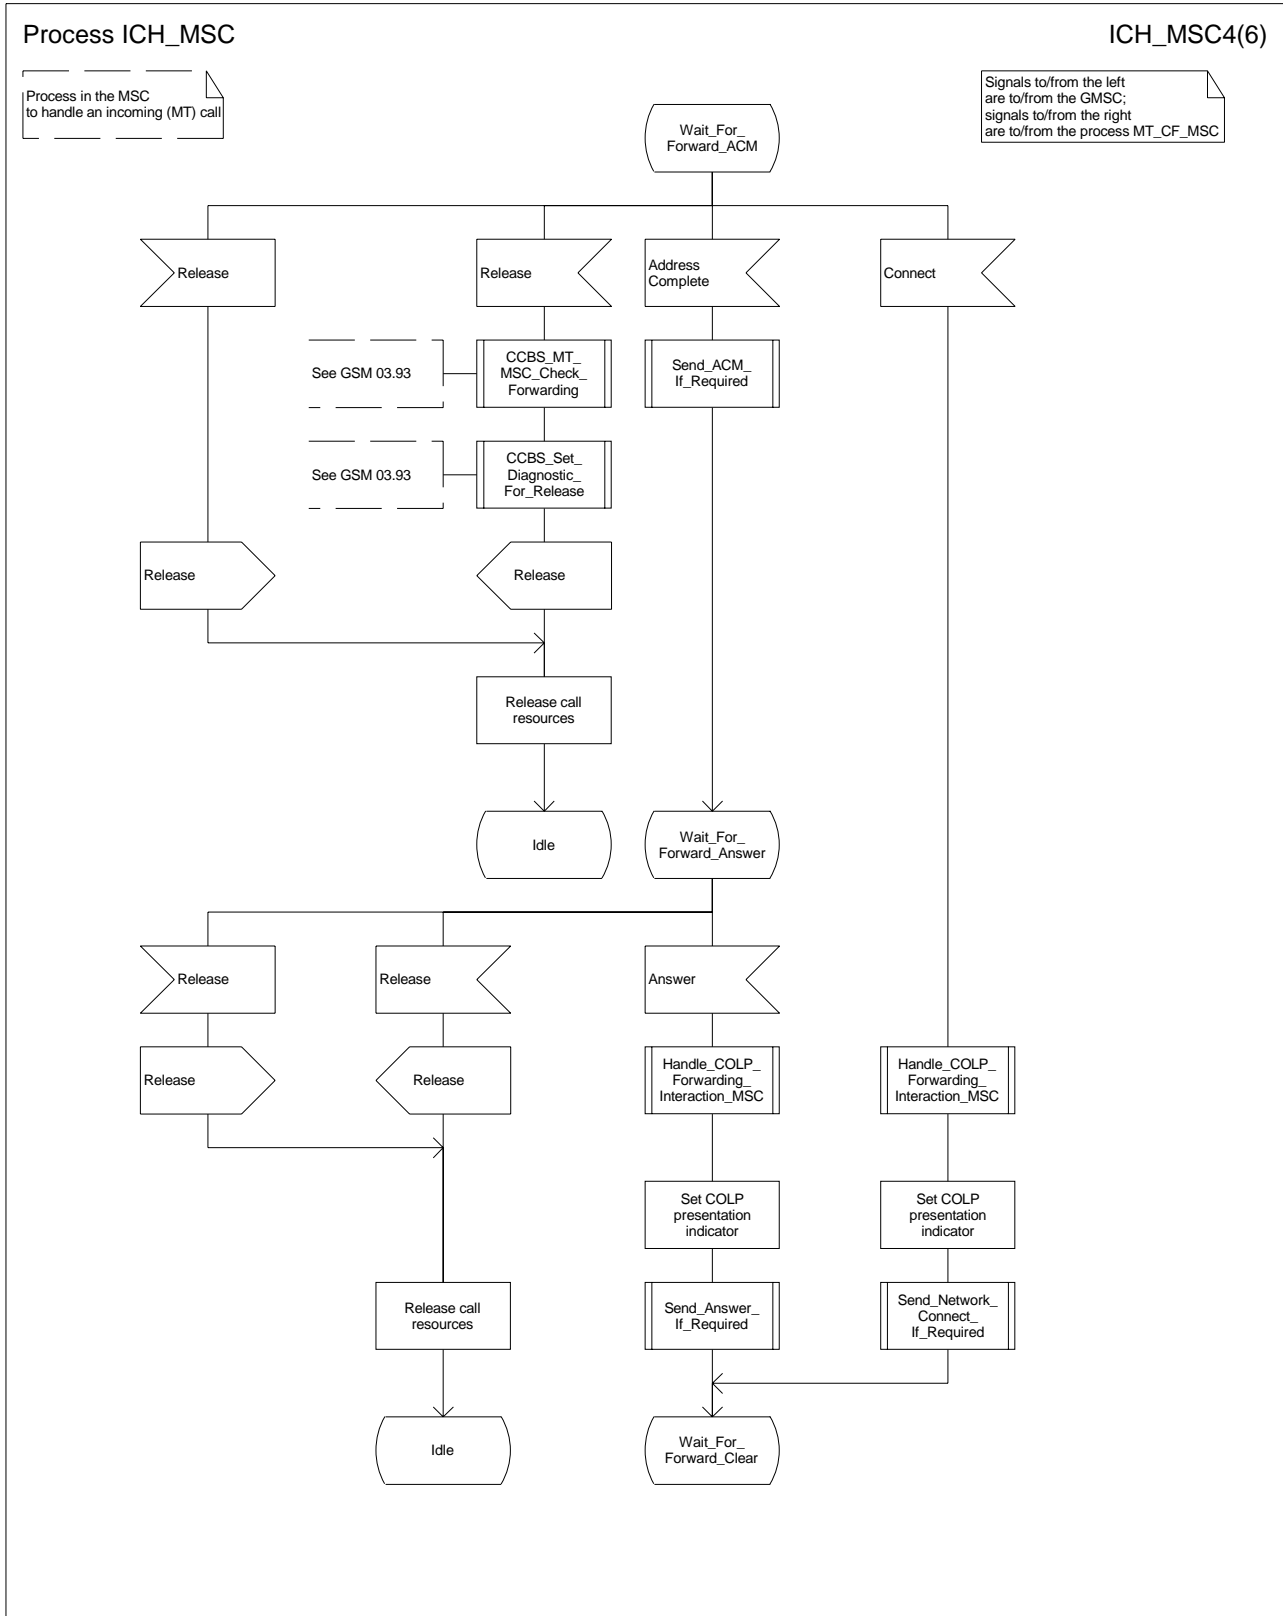 Process ICH_MSC
ICH_MSC4(6)
Process in the MSC
to handle an incoming (MT) call
Signals to/from the left
are to/from the GMSC;
signals to/from the right
are to/from the process MT_CF_MSC
Wait_For_
Forward_ACM
Release
Release
Address
Complete
Connect
See GSM 03.93
CCBS_MT_
MSC_Check_
Forwarding
Send_ACM_
If_Required
See GSM 03.93
CCBS_Set_
Diagnostic_
For_Release
Release
Release
Release call
resources
Idle
Wait_For_
Forward_Answer
Release
Release
Answer
Release
Release
Handle_COLP_
Forwarding_
Interaction_MSC
Handle_COLP_
Forwarding_
Interaction_MSC
Set COLP
presentation
indicator
Set COLP
presentation
indicator
Release call
resources
Send_Answer_
If_Required
Send_Network_
Connect_
If_Required
Idle
Wait_For_
Forward_Clear